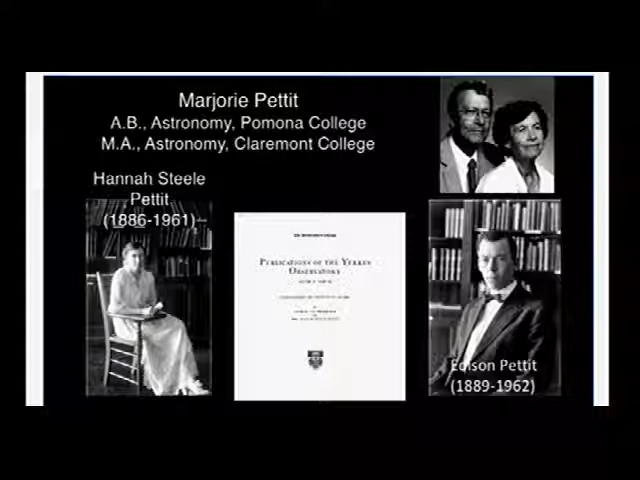 Marjorie Pettit
A.B., Astronomy, Pomona College
M.A., Astronomy, Claremont College
Hannah Steele
Pettit
(1886-1961)
PUBLICATIONS OF THE YERKES
OBSERVATORY
Edison Pettit
(1889-1962)